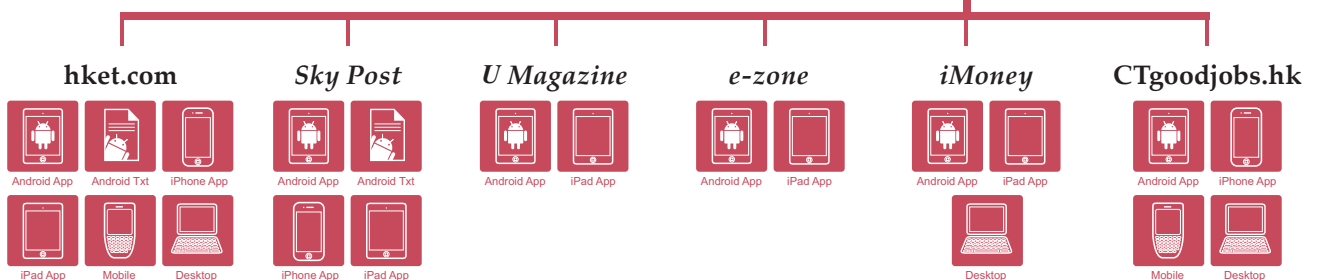 hket.com
Sky Post
U Magazine
e-zone
iMoney
CTgoodjobs.hk
Android App
Android Txt
iPhone App
Android App
Android Txt
Android App
iPad App
Android App
iPad App
Android App
iPad App
Android App
iPhone App
iPad App
Mobile
Desktop
iPhone App
iPad App
Desktop
Mobile
Desktop